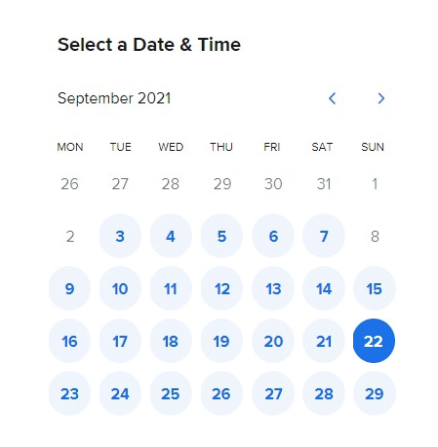 Select a Date & Time
September 2021
MON TUE WED THU FRI SAT SUN
26 27 28 29 30 31 1
2 3 4 5 6 7 8
9 10 11 12 13 14 15
16 17 18 19 20 21 22
23 24 25 26 27 28 29